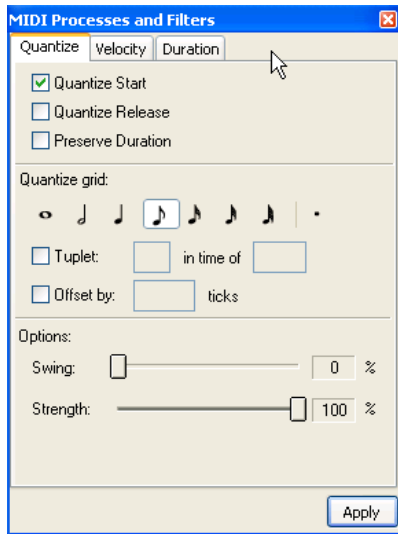 MIDI Processes and Filters
Quantize Velocity Duration
Quantize Start
Quantize Release
Preserve Duration
Quantize grid:
Tuplet: in time of
Offset by: ticks
Options:
Swing: 0 %
Strength: 100 %
Apply